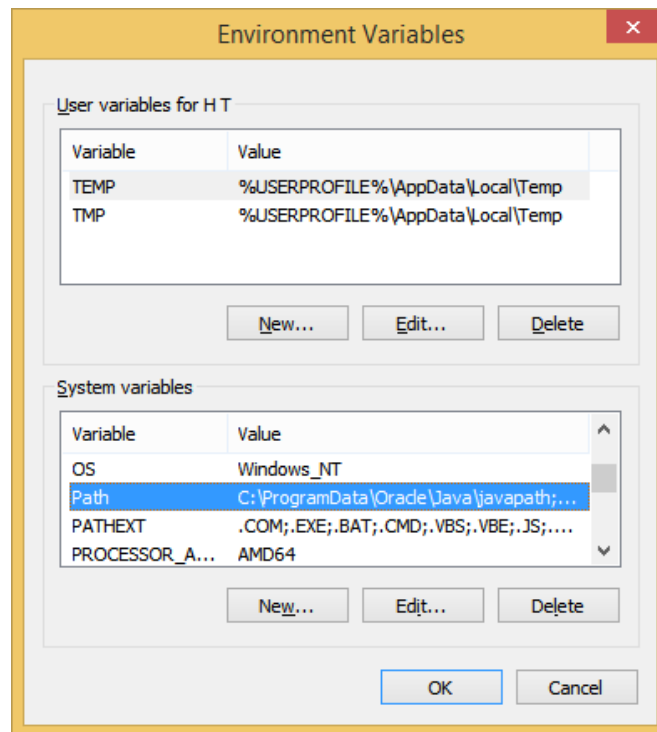 Environment Variables
User variables for H T
Variable Value
TEMP %USERPROFILE%\AppData\Local\Temp
TMP %USERPROFILE%\AppData\Local\Temp
New... Edit... Delete
System variables
Variable Value
OS Windows_NT
Path C:\ProgramData\Oracle\Java\javapath;...
PATHEXT .COM;.EXE;.BAT;.CMD;.VBS;.VBE;.JS;....
PROCESSOR_A... AMD64
New... Edit... Delete
OK Cancel